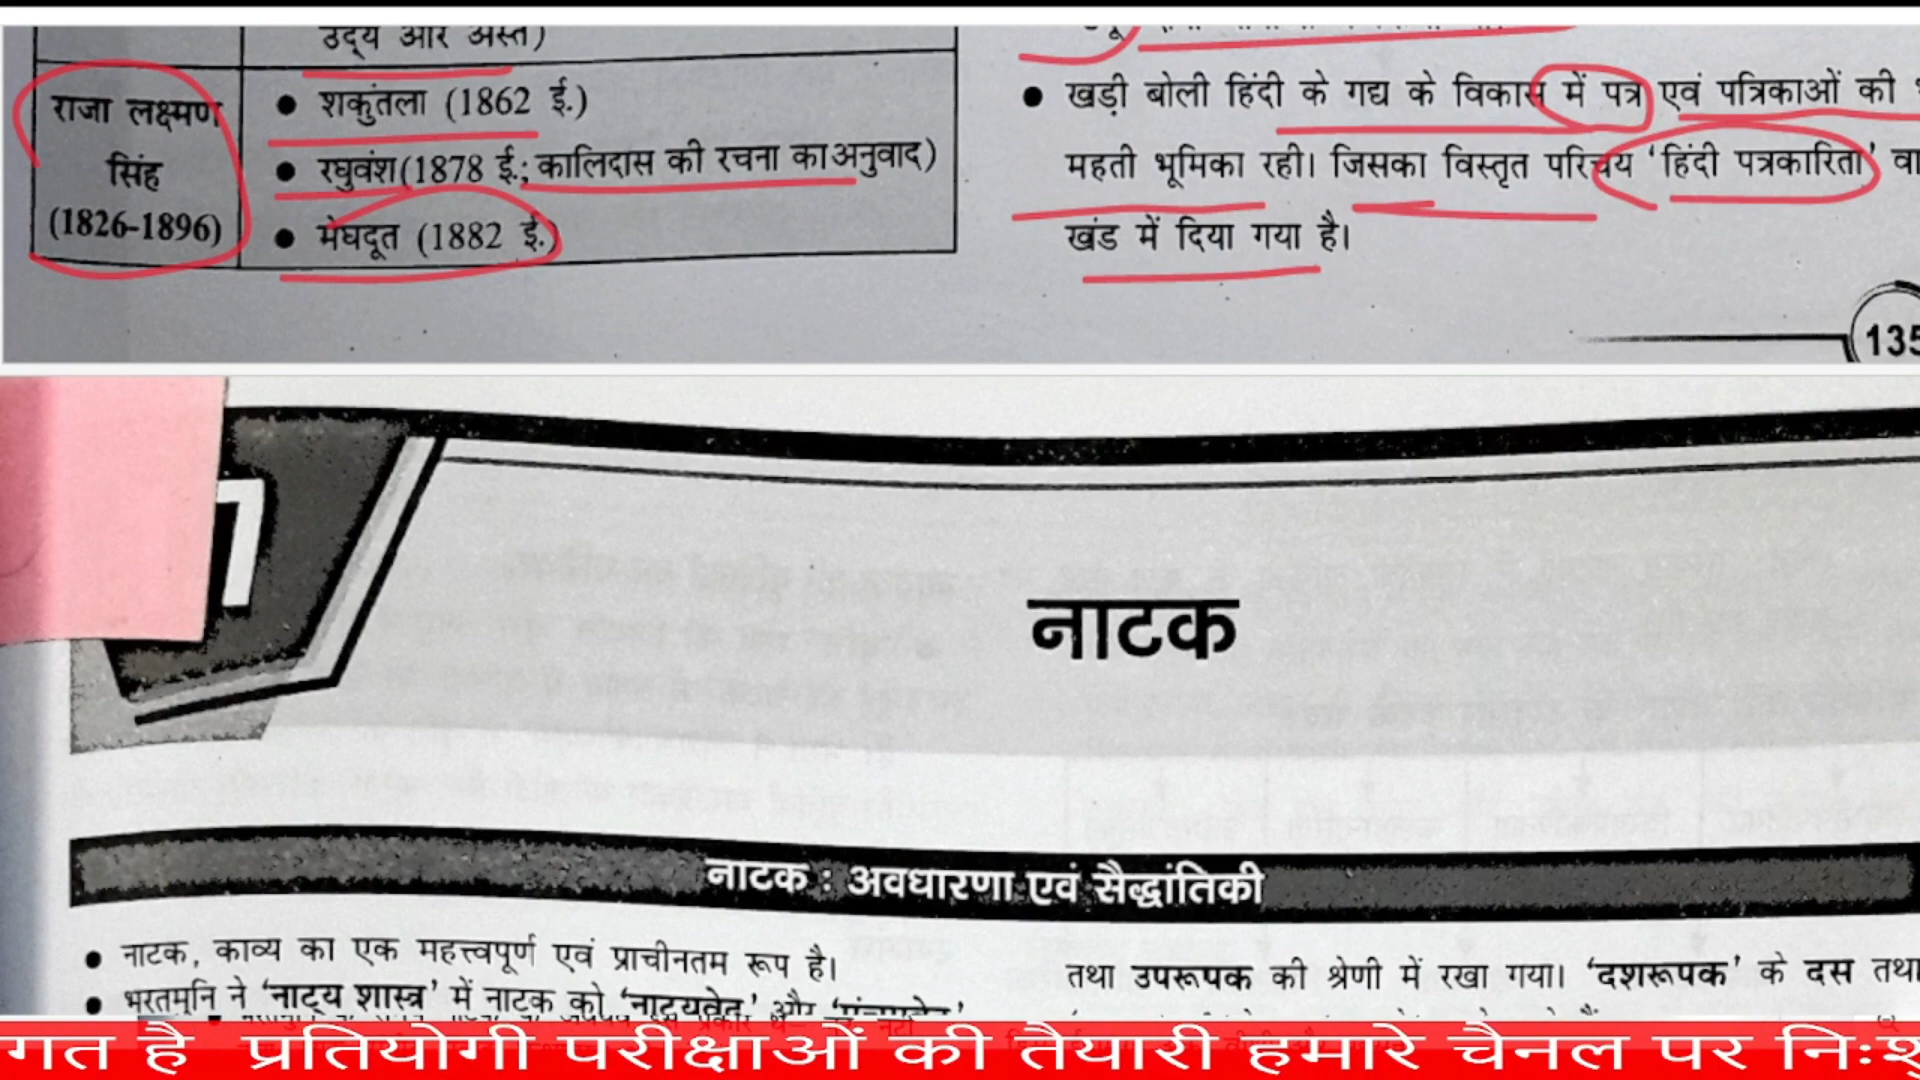 उदय और अस्त)
राजा लक्ष्मण
सिंह
(1826-1896)
● शकुंतला (1862 ई.)
● रघुवंश(1878 ई.; कालिदास की रचना का अनुवाद)
● मेघदूत (1882 ई.)
● खड़ी बोली हिंदी के गद्य के विकास में पत्र एवं पत्रिकाओं की
महती भूमिका रही। जिसका विस्तृत परिचय 'हिंदी पत्रकारिता'
खंड में दिया गया है।
135
नाटक
नाटक : अवधारणा एवं सैद्धांतिकी
● नाटक, काव्य का एक महत्त्वपूर्ण एवं प्राचीनतम रूप है।
● भरतमुनि ने 'नाट्य शास्त्र' में नाटक को 'नाट्यवेद' और
तथा उपरूपक की श्रेणी में रखा गया। 'दशरूपक' के दस तथा
गत है प्रतियोगी परीक्षाओं की तैयारी हमारे चैनल पर निःशु